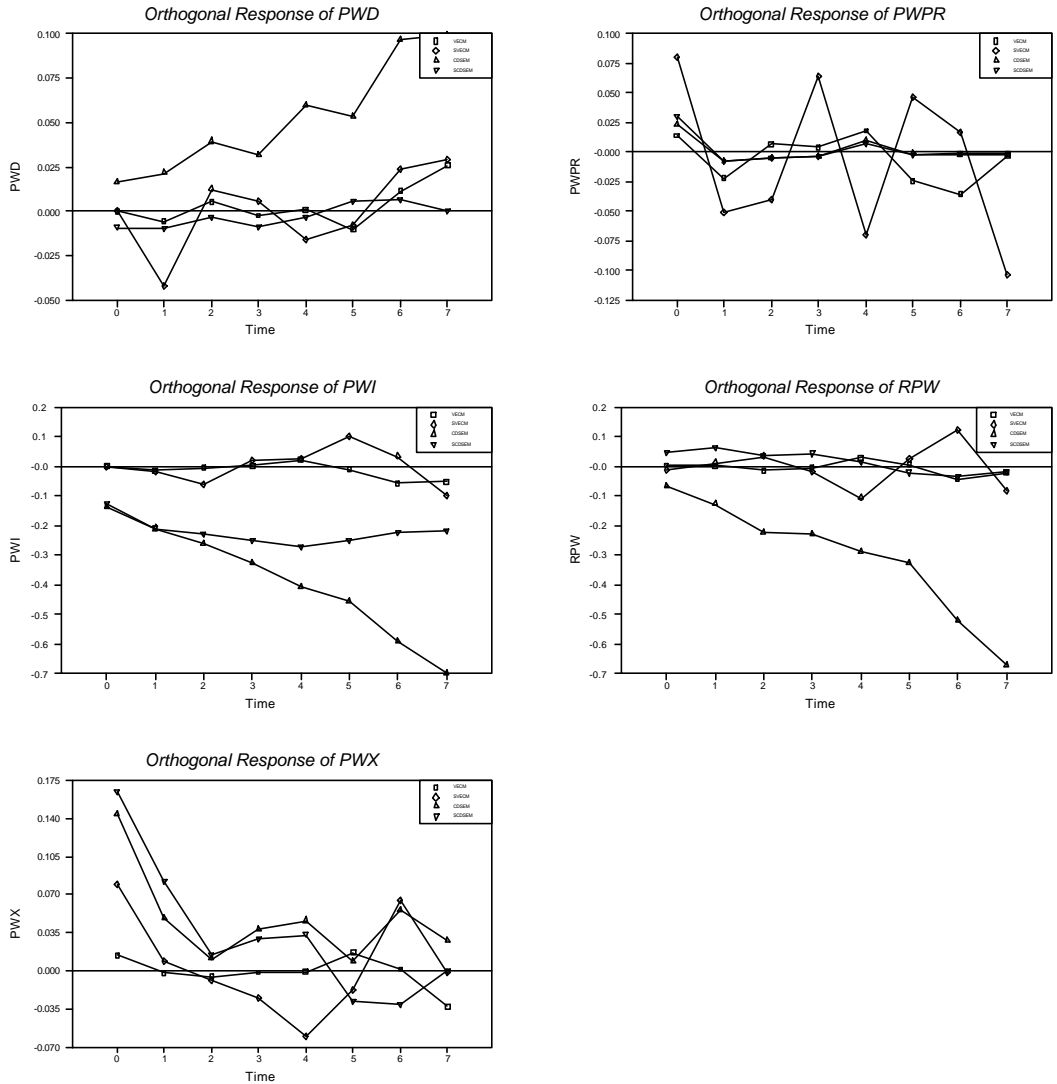 Orthogonal Response of PWD
0.100
0.075
0.050
0.025
0.000
-0.025
-0.050
PWD
0 1 2 3 4 5 6 7
Time
VECM
SVECM
CDSEM
SCDSEM
Orthogonal Response of PWPR
0.100
0.075
0.050
0.025
-0.000
-0.025
-0.050
-0.075
-0.100
-0.125
PWPR
0 1 2 3 4 5 6 7
Time
VECM
SVECM
CDSEM
SCDSEM
Orthogonal Response of PWI
0.2
0.1
-0.0
-0.1
-0.2
-0.3
-0.4
-0.5
-0.6
-0.7
PWI
0 1 2 3 4 5 6 7
Time
VECM
SVECM
CDSEM
SCDSEM
Orthogonal Response of RPW
0.2
0.1
-0.0
-0.1
-0.2
-0.3
-0.4
-0.5
-0.6
-0.7
RPW
0 1 2 3 4 5 6 7
Time
VECM
SVECM
CDSEM
SCDSEM
Orthogonal Response of PWX
0.175
0.140
0.105
0.070
0.035
0.000
-0.035
-0.070
PWX
0 1 2 3 4 5 6 7
Time
VECM
SVECM
CDSEM
SCDSEM